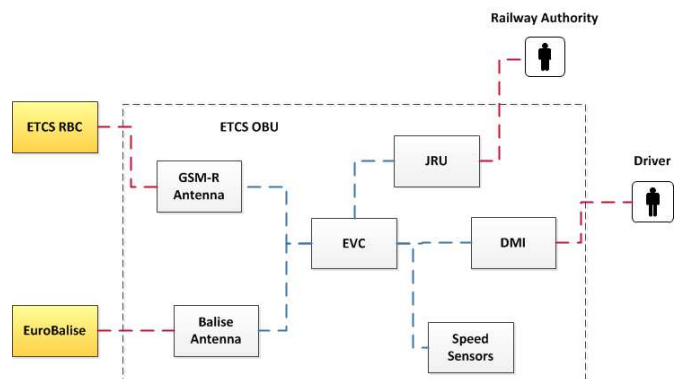 Railway Authority
ETCS RBC
ETCS OBU
JRU
Driver
GSM-R
Antenna
EVC
DMI
EuroBalise
Balise
Antenna
Speed
Sensors